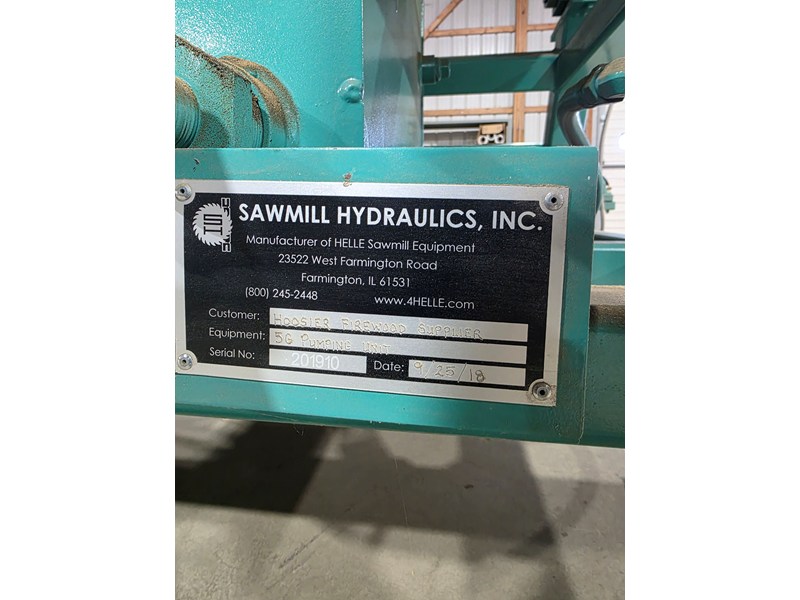 SAWMILL HYDRAULICS, INC.
Manufacturer of HELLE Sawmill Equipment
23522 West Farmington Road
Farmington, IL 61531
(800) 245-2448 www.4HELLE.com
Customer: HOOSIER FIREWOOD SUPPLIER
Equipment: 5G PUMPING UNIT
Serial No: 201910 Date: 9/25/18